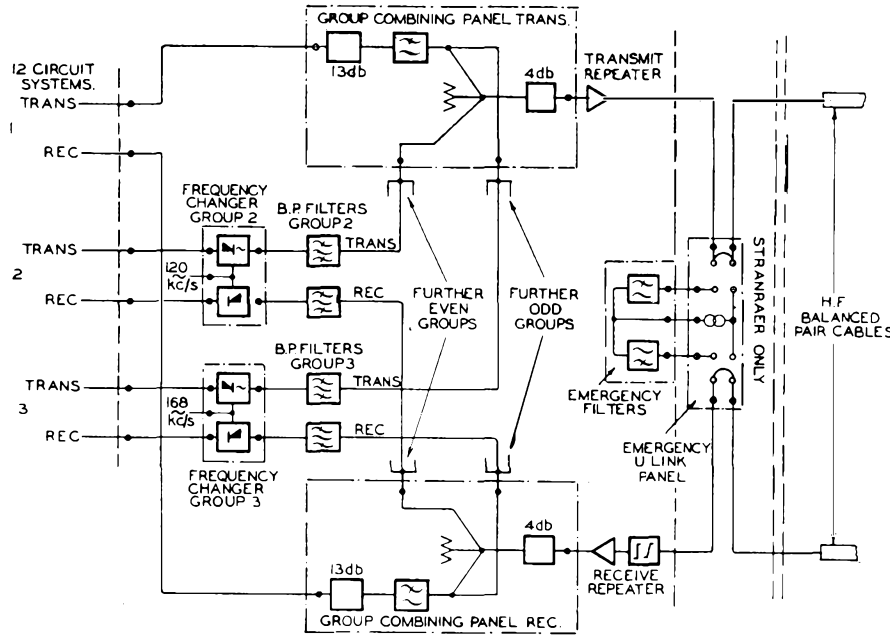 GROUP COMBINING PANEL TRANS.
13db
4db
TRANSMIT
REPEATER
12 CIRCUIT
SYSTEMS.
TRANS
1
REC
FREQUENCY
CHANGER
GROUP 2
B.P. FILTERS
GROUP 2
TRANS
TRANS
2
120
kc/s
REC
REC
FURTHER
EVEN
GROUPS
FURTHER
ODD
GROUPS
STRANRAER ONLY
H.F
BALANCED
PAIR CABLES
B.P. FILTERS
GROUP 3
TRANS
TRANS
3
168
kc/s
REC
REC
EMERGENCY
FILTERS
EMERGENCY
U LINK
PANEL
FREQUENCY
CHANGER
GROUP 3
4db
13db
RECEIVE
REPEATER
GROUP COMBINING PANEL REC.